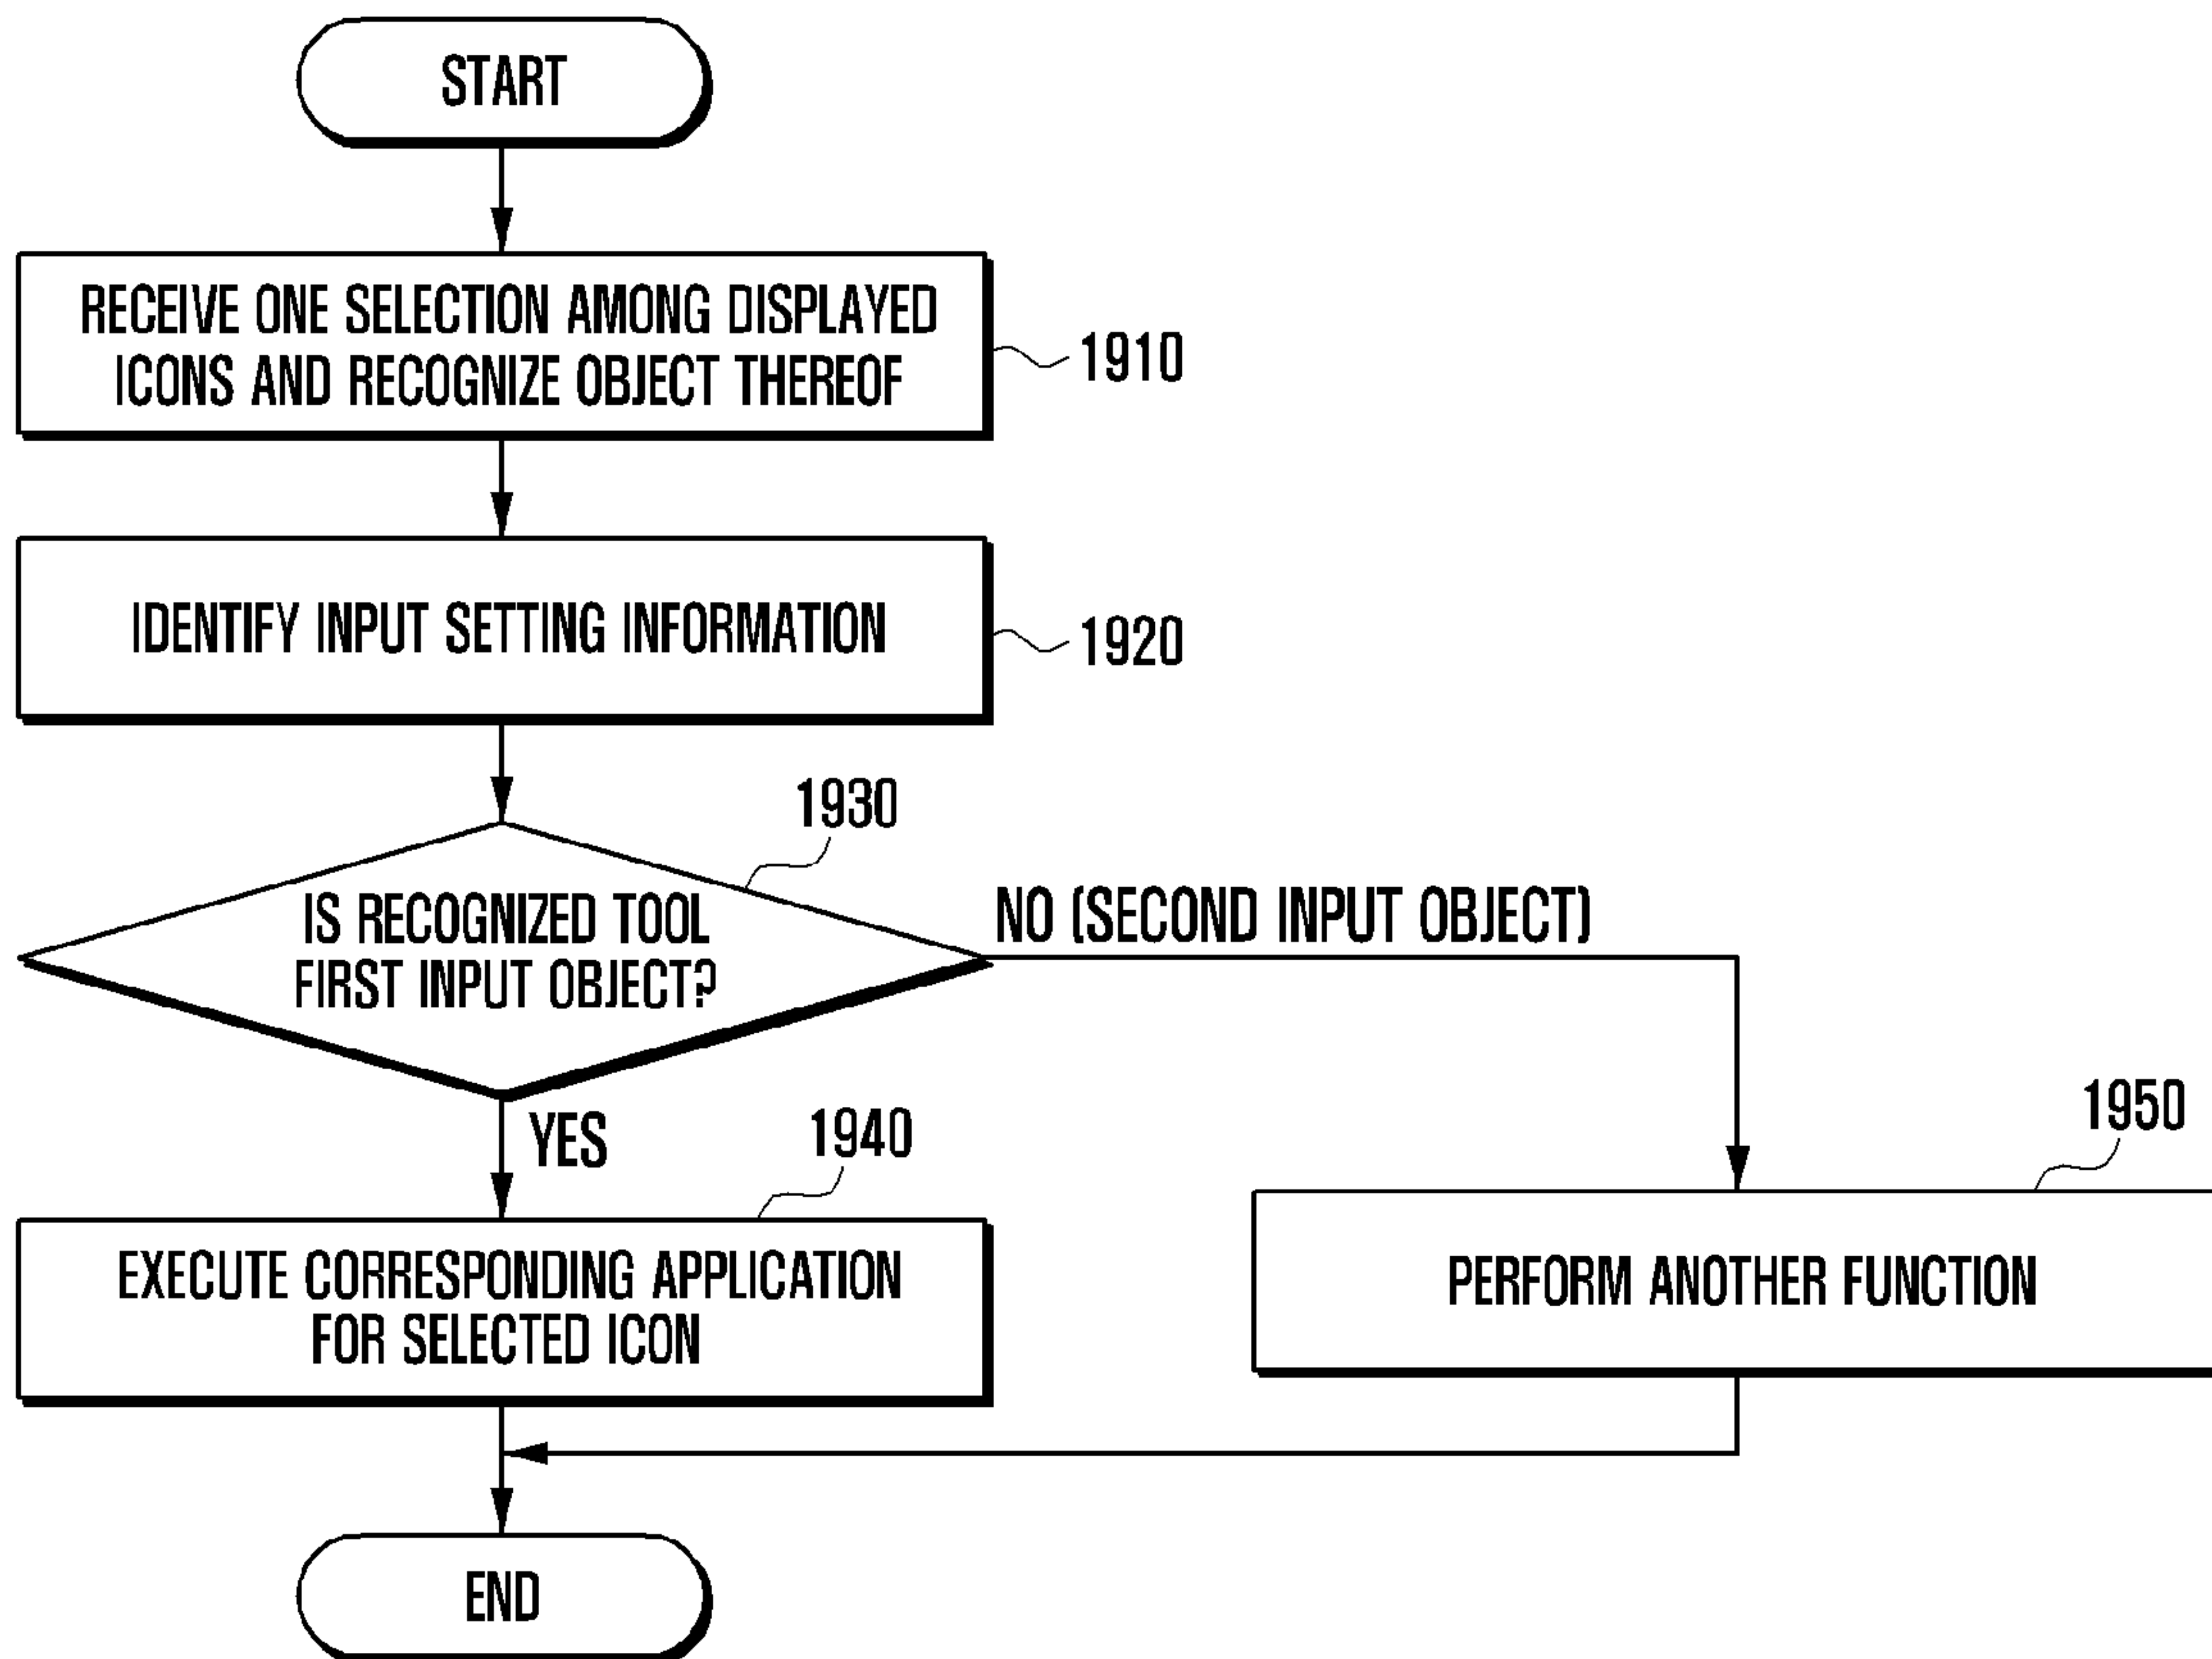 START
RECEIVE ONE SELECTION AMONG DISPLAYED
ICONS AND RECOGNIZE OBJECT THEREOF
1910
IDENTIFY INPUT SETTING INFORMATION
1920
1930
IS RECOGNIZED TOOL
FIRST INPUT OBJECT?
NO (SECOND INPUT OBJECT)
YES
1940
EXECUTE CORRESPONDING APPLICATION
FOR SELECTED ICON
1950
PERFORM ANOTHER FUNCTION
END